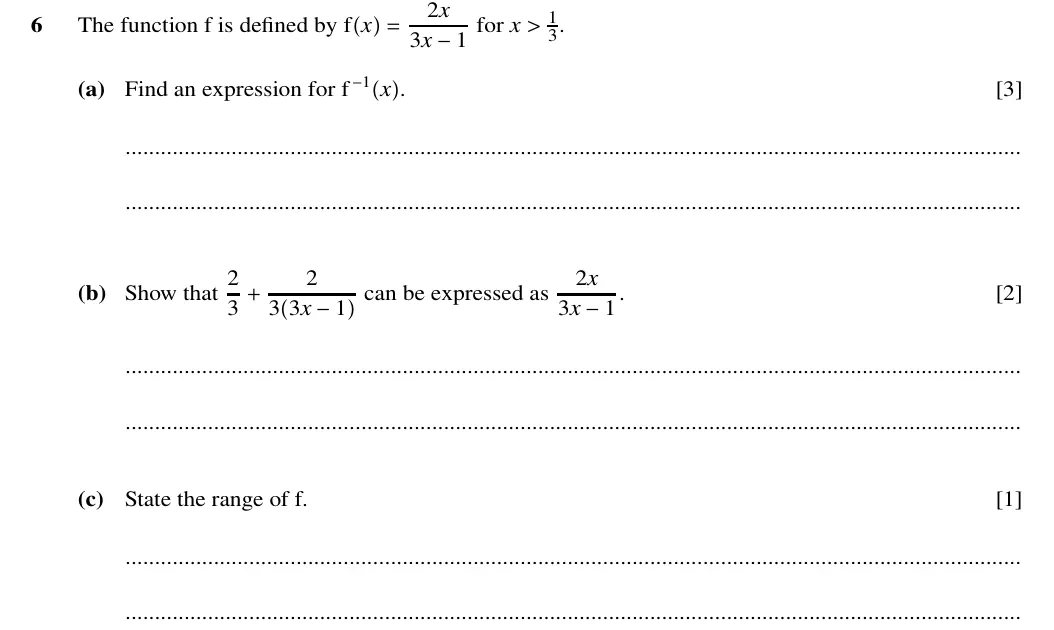 6 The function f is defined by f(x) = 2x/(3x – 1) for x > 1/3.
(a) Find an expression for f⁻¹(x). [3]
................................................................................
................................................................................
(b) Show that 2/3 + 2/(3(3x – 1)) can be expressed as 2x/(3x – 1). [2]
................................................................................
................................................................................
(c) State the range of f. [1]
................................................................................
................................................................................